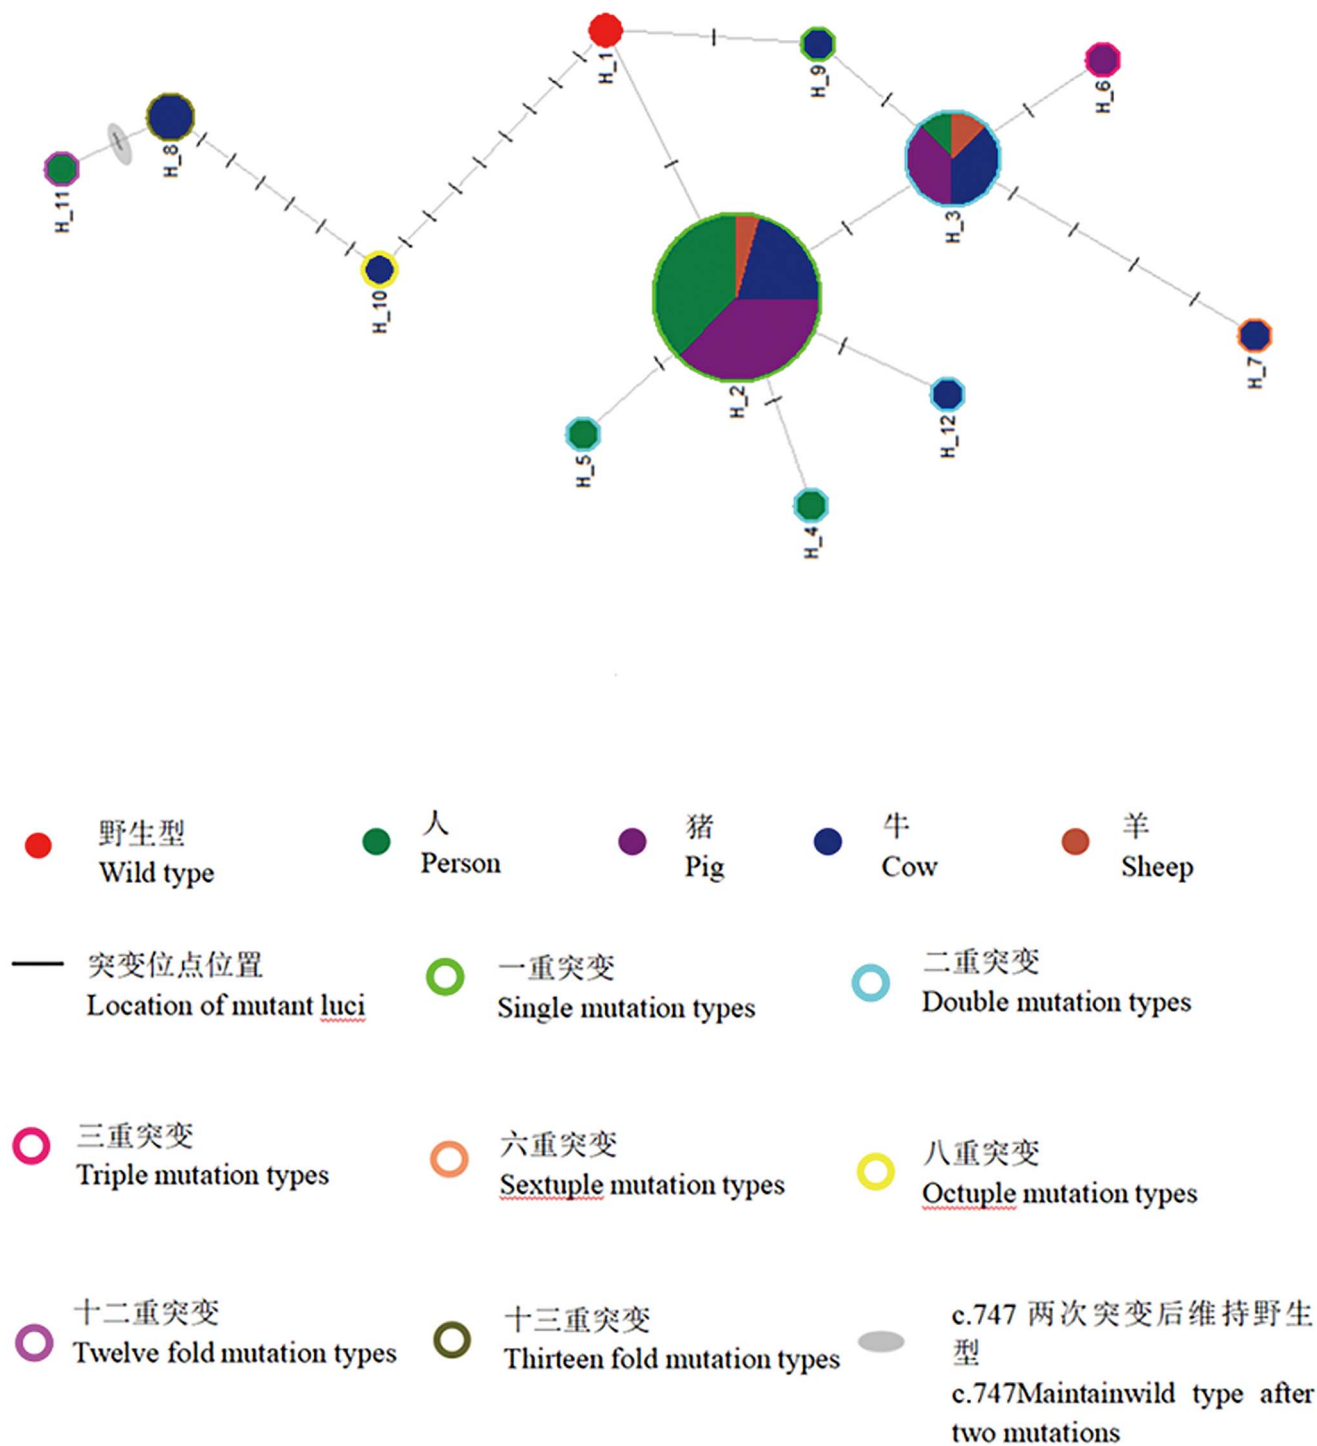 H_1
H_9
H_6
H_8
H_11
H_3
H_10
H_7
H_2
H_12
H_5
H_4
野生型
Wild type
人
Person
猪
Pig
牛
Cow
羊
Sheep
突变位点位置
Location of mutant luci
一重突变
Single mutation types
二重突变
Double mutation types
三重突变
Triple mutation types
六重突变
Sextuple mutation types
八重突变
Octuple mutation types
十二重突变
Twelve fold mutation types
十三重突变
Thirteen fold mutation types
c.747 两次突变后维持野生
型
c.747Maintainwild type after
two mutations